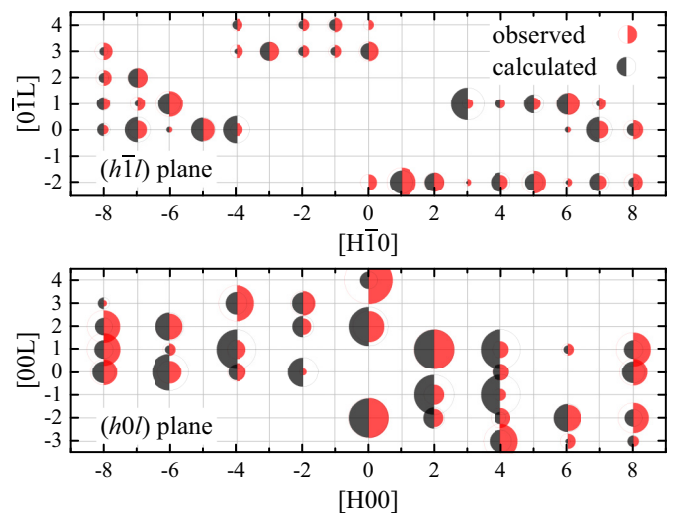 4
3
2
1
0
-1
-2
[01̅L]
observed
calculated
(h1̅l) plane
-8 -6 -4 -2 0 2 4 6 8
[H1̅0]
4
3
2
1
0
-1
-2
-3
[00L]
(h0l) plane
-8 -6 -4 -2 0 2 4 6 8
[H00]